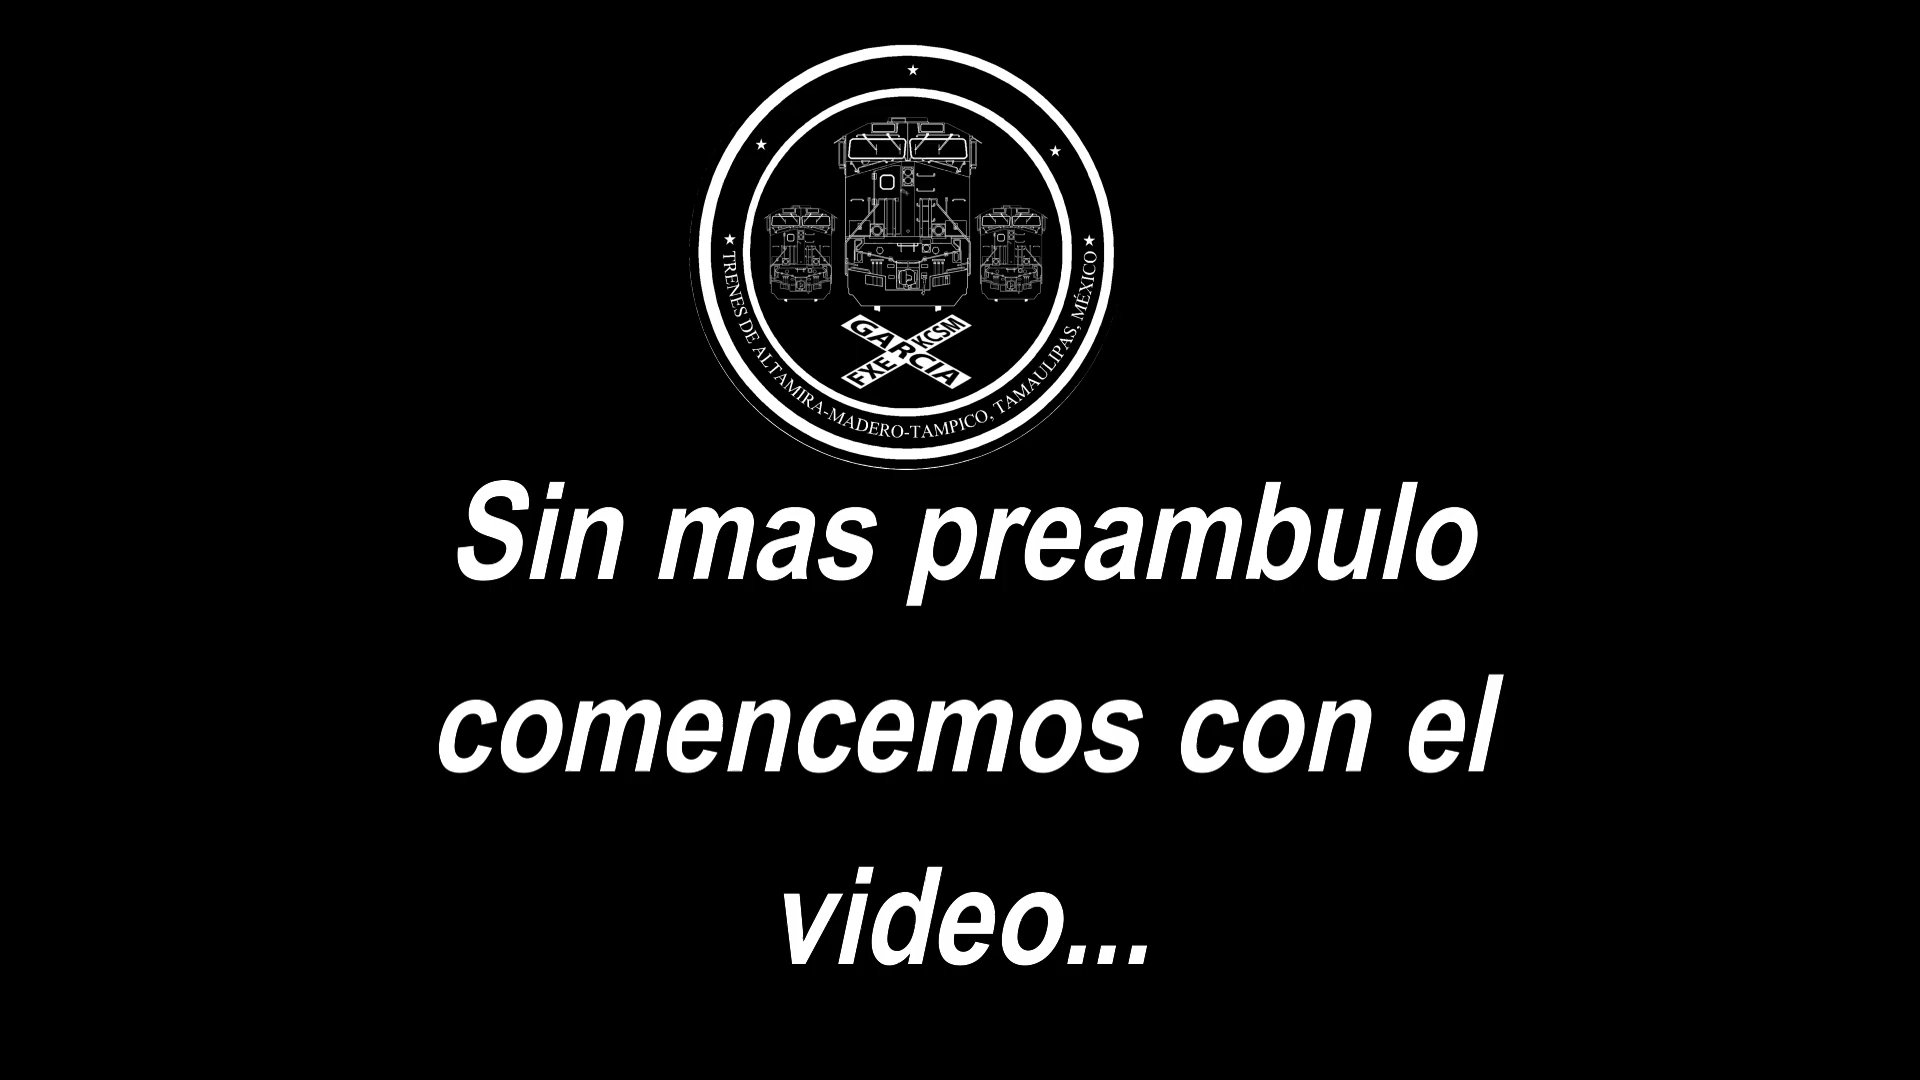 GARCIA
FXE KCSM
TRENES DE ALTAMIRA-MADERO-TAMPICO, TAMAULIPAS, MÉXICO
Sin mas preambulo
comencemos con el
video...